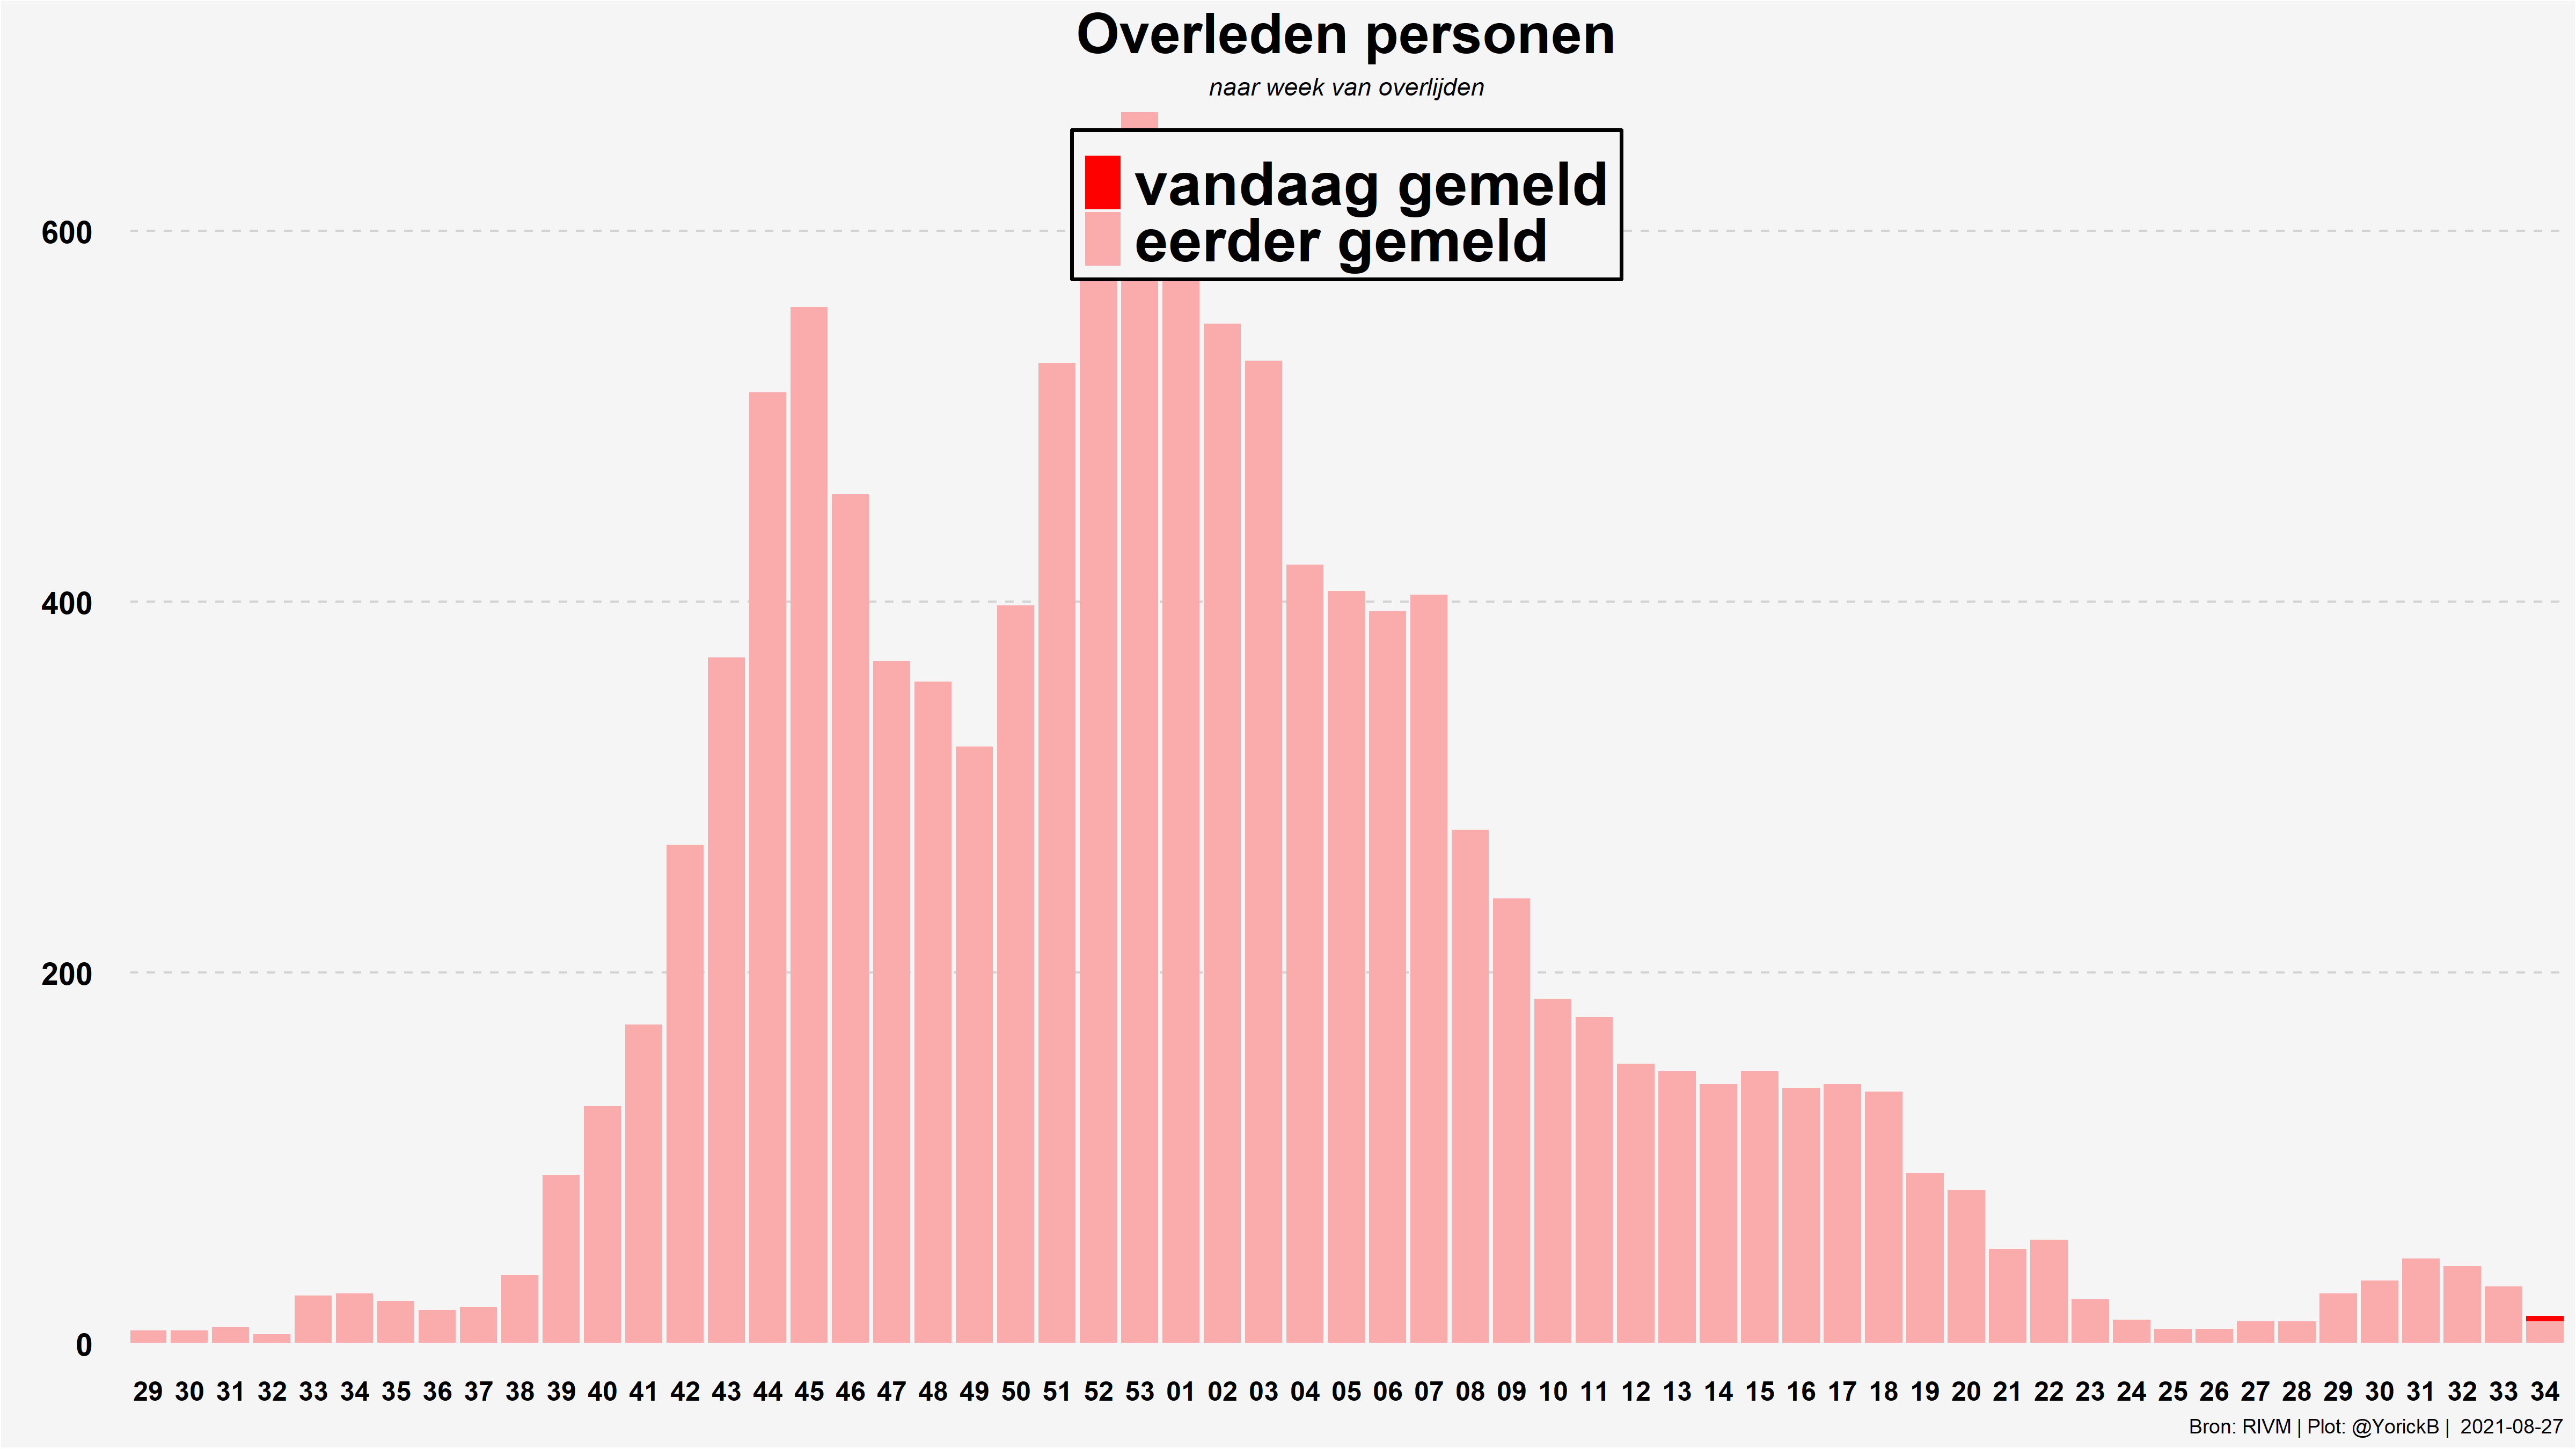 Overleden personen
naar week van overlijden
vandaag gemeld
eerder gemeld
600
400
200
0
29 30 31 32 33 34 35 36 37 38 39 40 41 42 43 44 45 46 47 48 49 50 51 52 53 01 02 03 04 05 06 07 08 09 10 11 12 13 14 15 16 17 18 19 20 21 22 23 24 25 26 27 28 29 30 31 32 33 34
Bron: RIVM | Plot: @YorickB | 2021-08-27